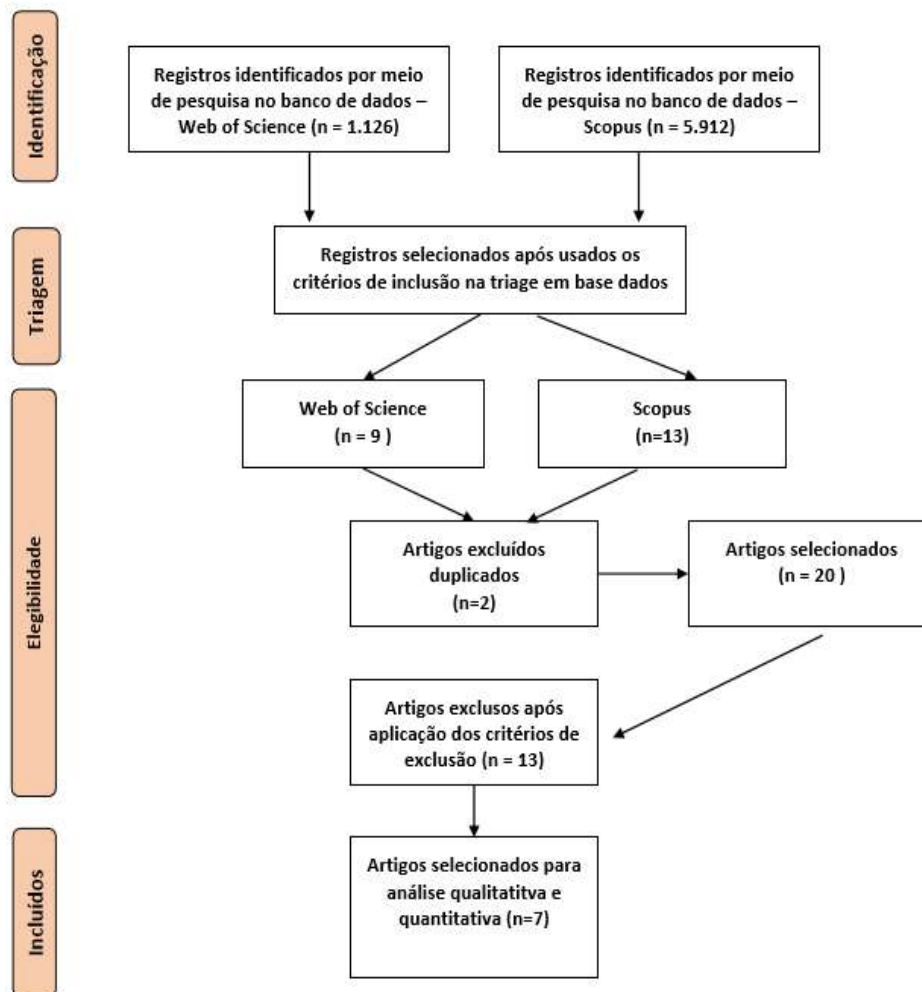 Identificação
Registros identificados por meio
de pesquisa no banco de dados –
Web of Science (n = 1.126)
Registros identificados por meio
de pesquisa no banco de dados –
Scopus (n = 5.912)
Triagem
Registros selecionados após usados os
critérios de inclusão na triage em base dados
Elegibilidade
Web of Science
(n = 9 )
Scopus
(n=13)
Artigos excluídos
duplicados
(n=2)
Artigos selecionados
(n = 20 )
Artigos exclusos após
aplicação dos critérios de
exclusão (n = 13)
Incluídos
Artigos selecionados para
análise qualitatitva e
quantitativa (n=7)